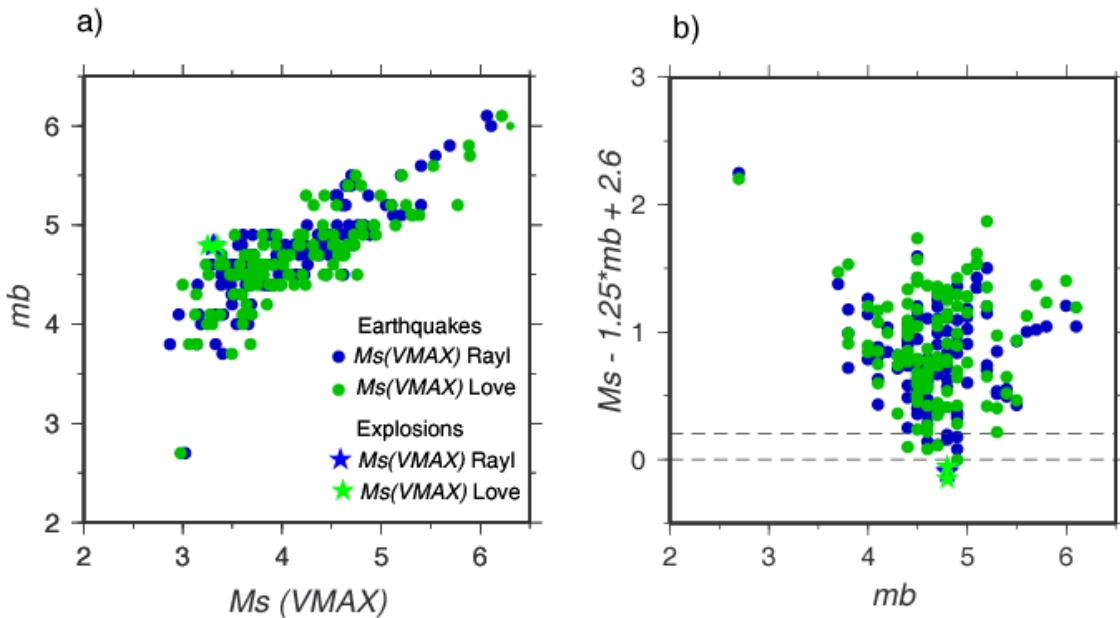 a)
6
5
4
3
2
mb
2
3
4
5
6
Ms (VMAX)
Earthquakes
Ms(VMAX) Rayl
Ms(VMAX) Love
Explosions
Ms(VMAX) Rayl
Ms(VMAX) Love
b)
3
2
1
0
Ms - 1.25*mb + 2.6
2
3
4
5
6
mb